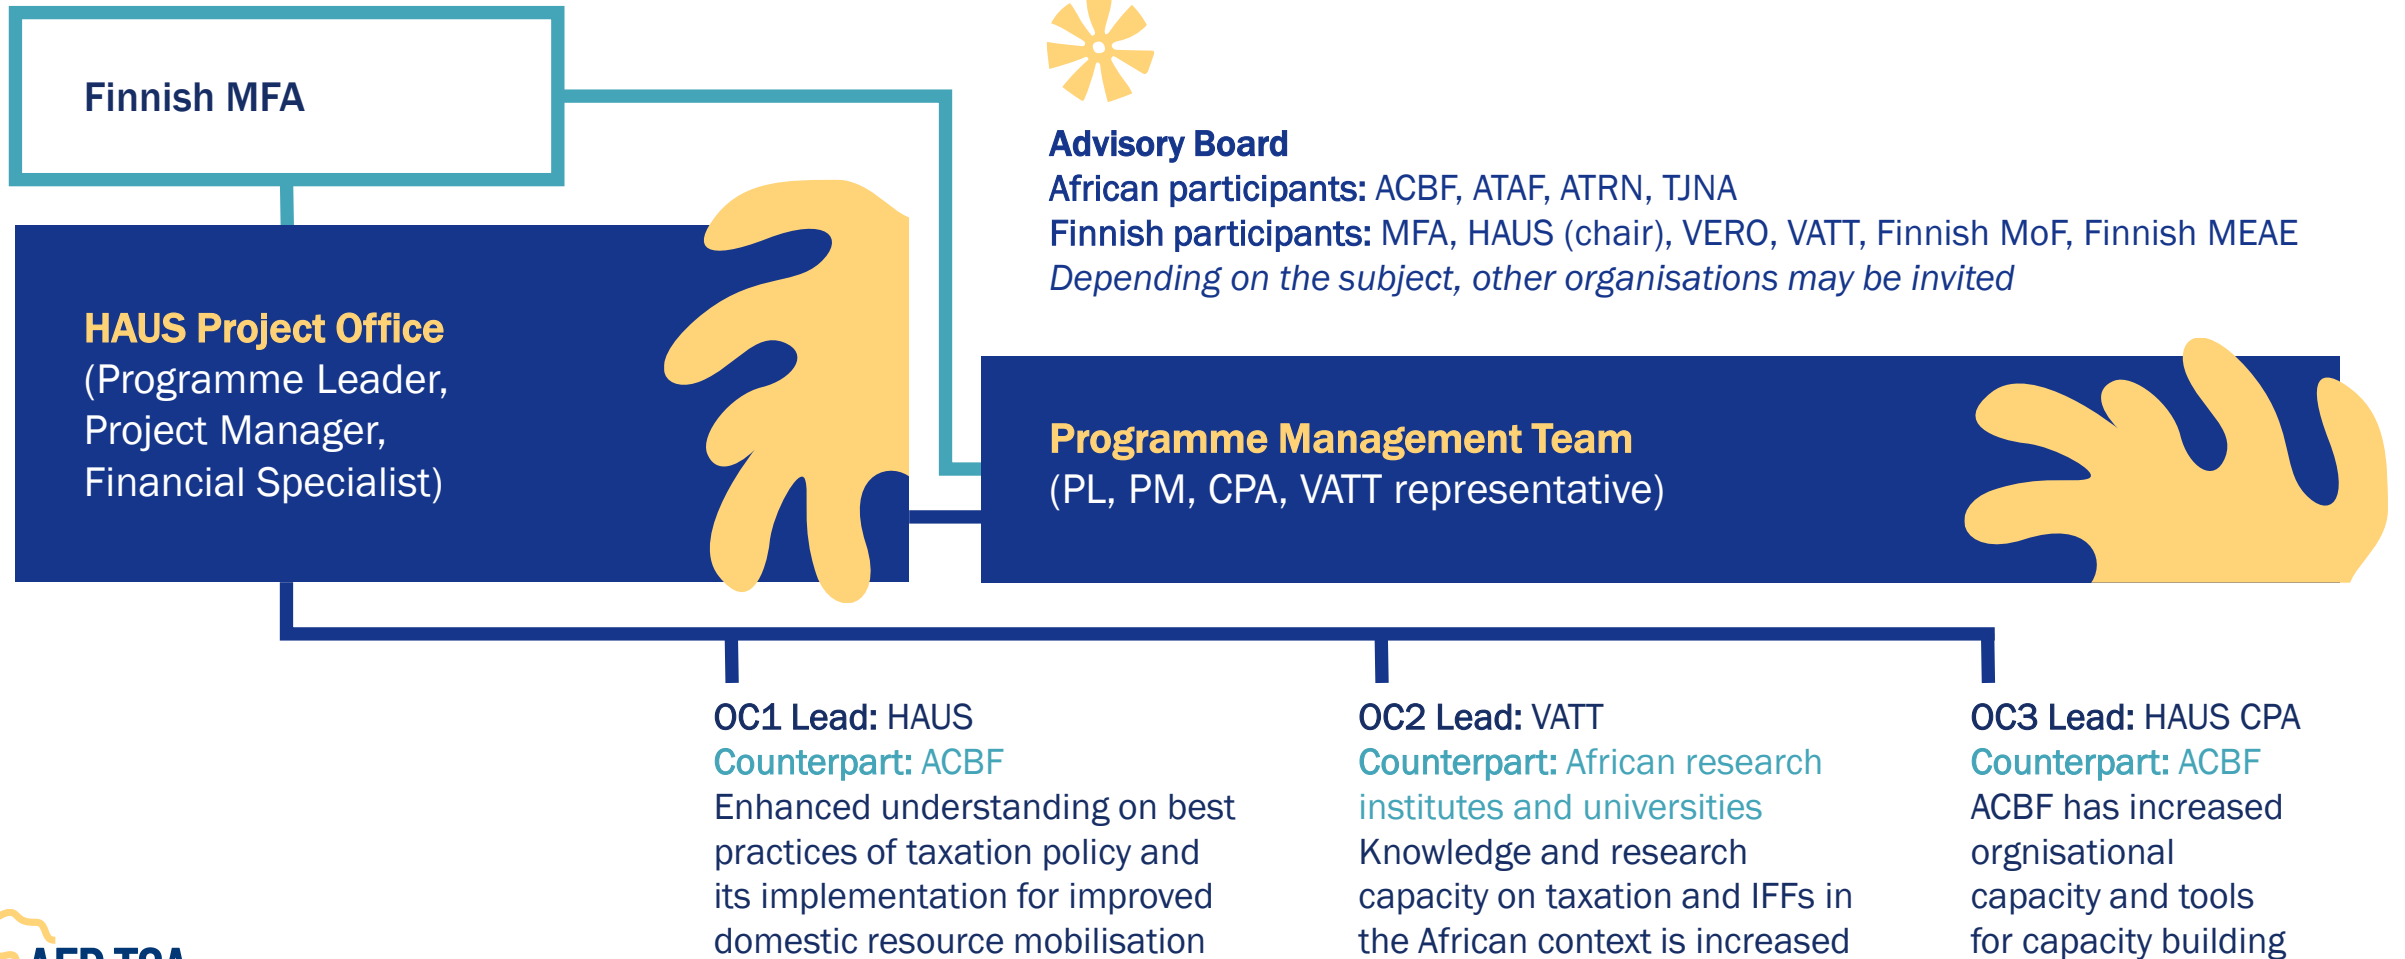 Finnish MFA
Advisory Board
African participants: ACBF, ATAF, ATRN, TJNA
Finnish participants: MFA, HAUS (chair), VERO, VATT, Finnish MoF, Finnish MEAE
Depending on the subject, other organisations may be invited
HAUS Project Office
(Programme Leader,
Project Manager,
Financial Specialist)
Programme Management Team
(PL, PM, CPA, VATT representative)
OC1 Lead: HAUS
Counterpart: ACBF
Enhanced understanding on best
practices of taxation policy and
its implementation for improved
domestic resource mobilisation
OC2 Lead: VATT
Counterpart: African research
institutes and universities
Knowledge and research
capacity on taxation and IFFs in
the African context is increased
OC3 Lead: HAUS CPA
Counterpart: ACBF
ACBF has increased
orgnisational
capacity and tools
for capacity building